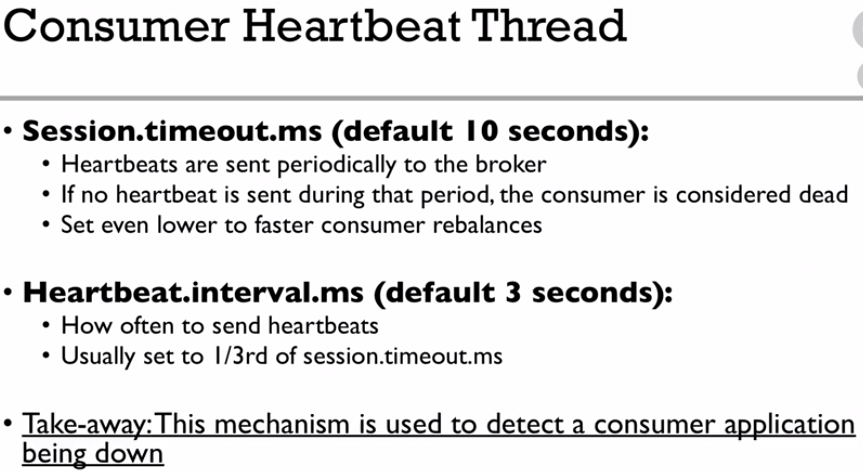 Consumer Heartbeat Thread
• Session.timeout.ms (default 10 seconds):
• Heartbeats are sent periodically to the broker
• If no heartbeat is sent during that period, the consumer is considered dead
• Set even lower to faster consumer rebalances
• Heartbeat.interval.ms (default 3 seconds):
• How often to send heartbeats
• Usually set to 1/3rd of session.timeout.ms
• Take-away: This mechanism is used to detect a consumer application
being down